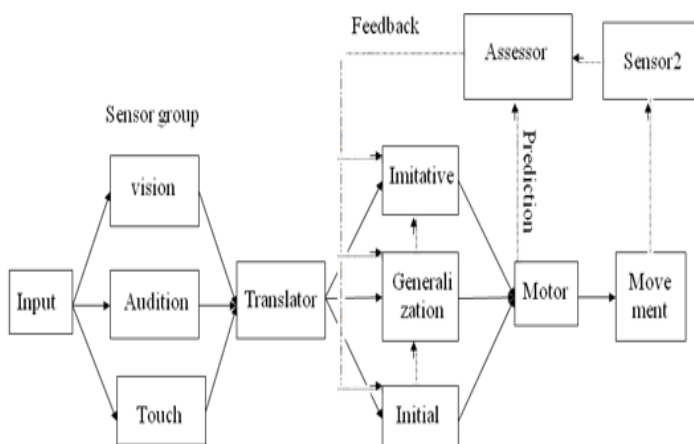 Feedback
Assessor
Sensor2
Sensor group
Prediction
vision
Imitative
Input
Audition
Translator
Generali
zation
Motor
Move
ment
Touch
Initial